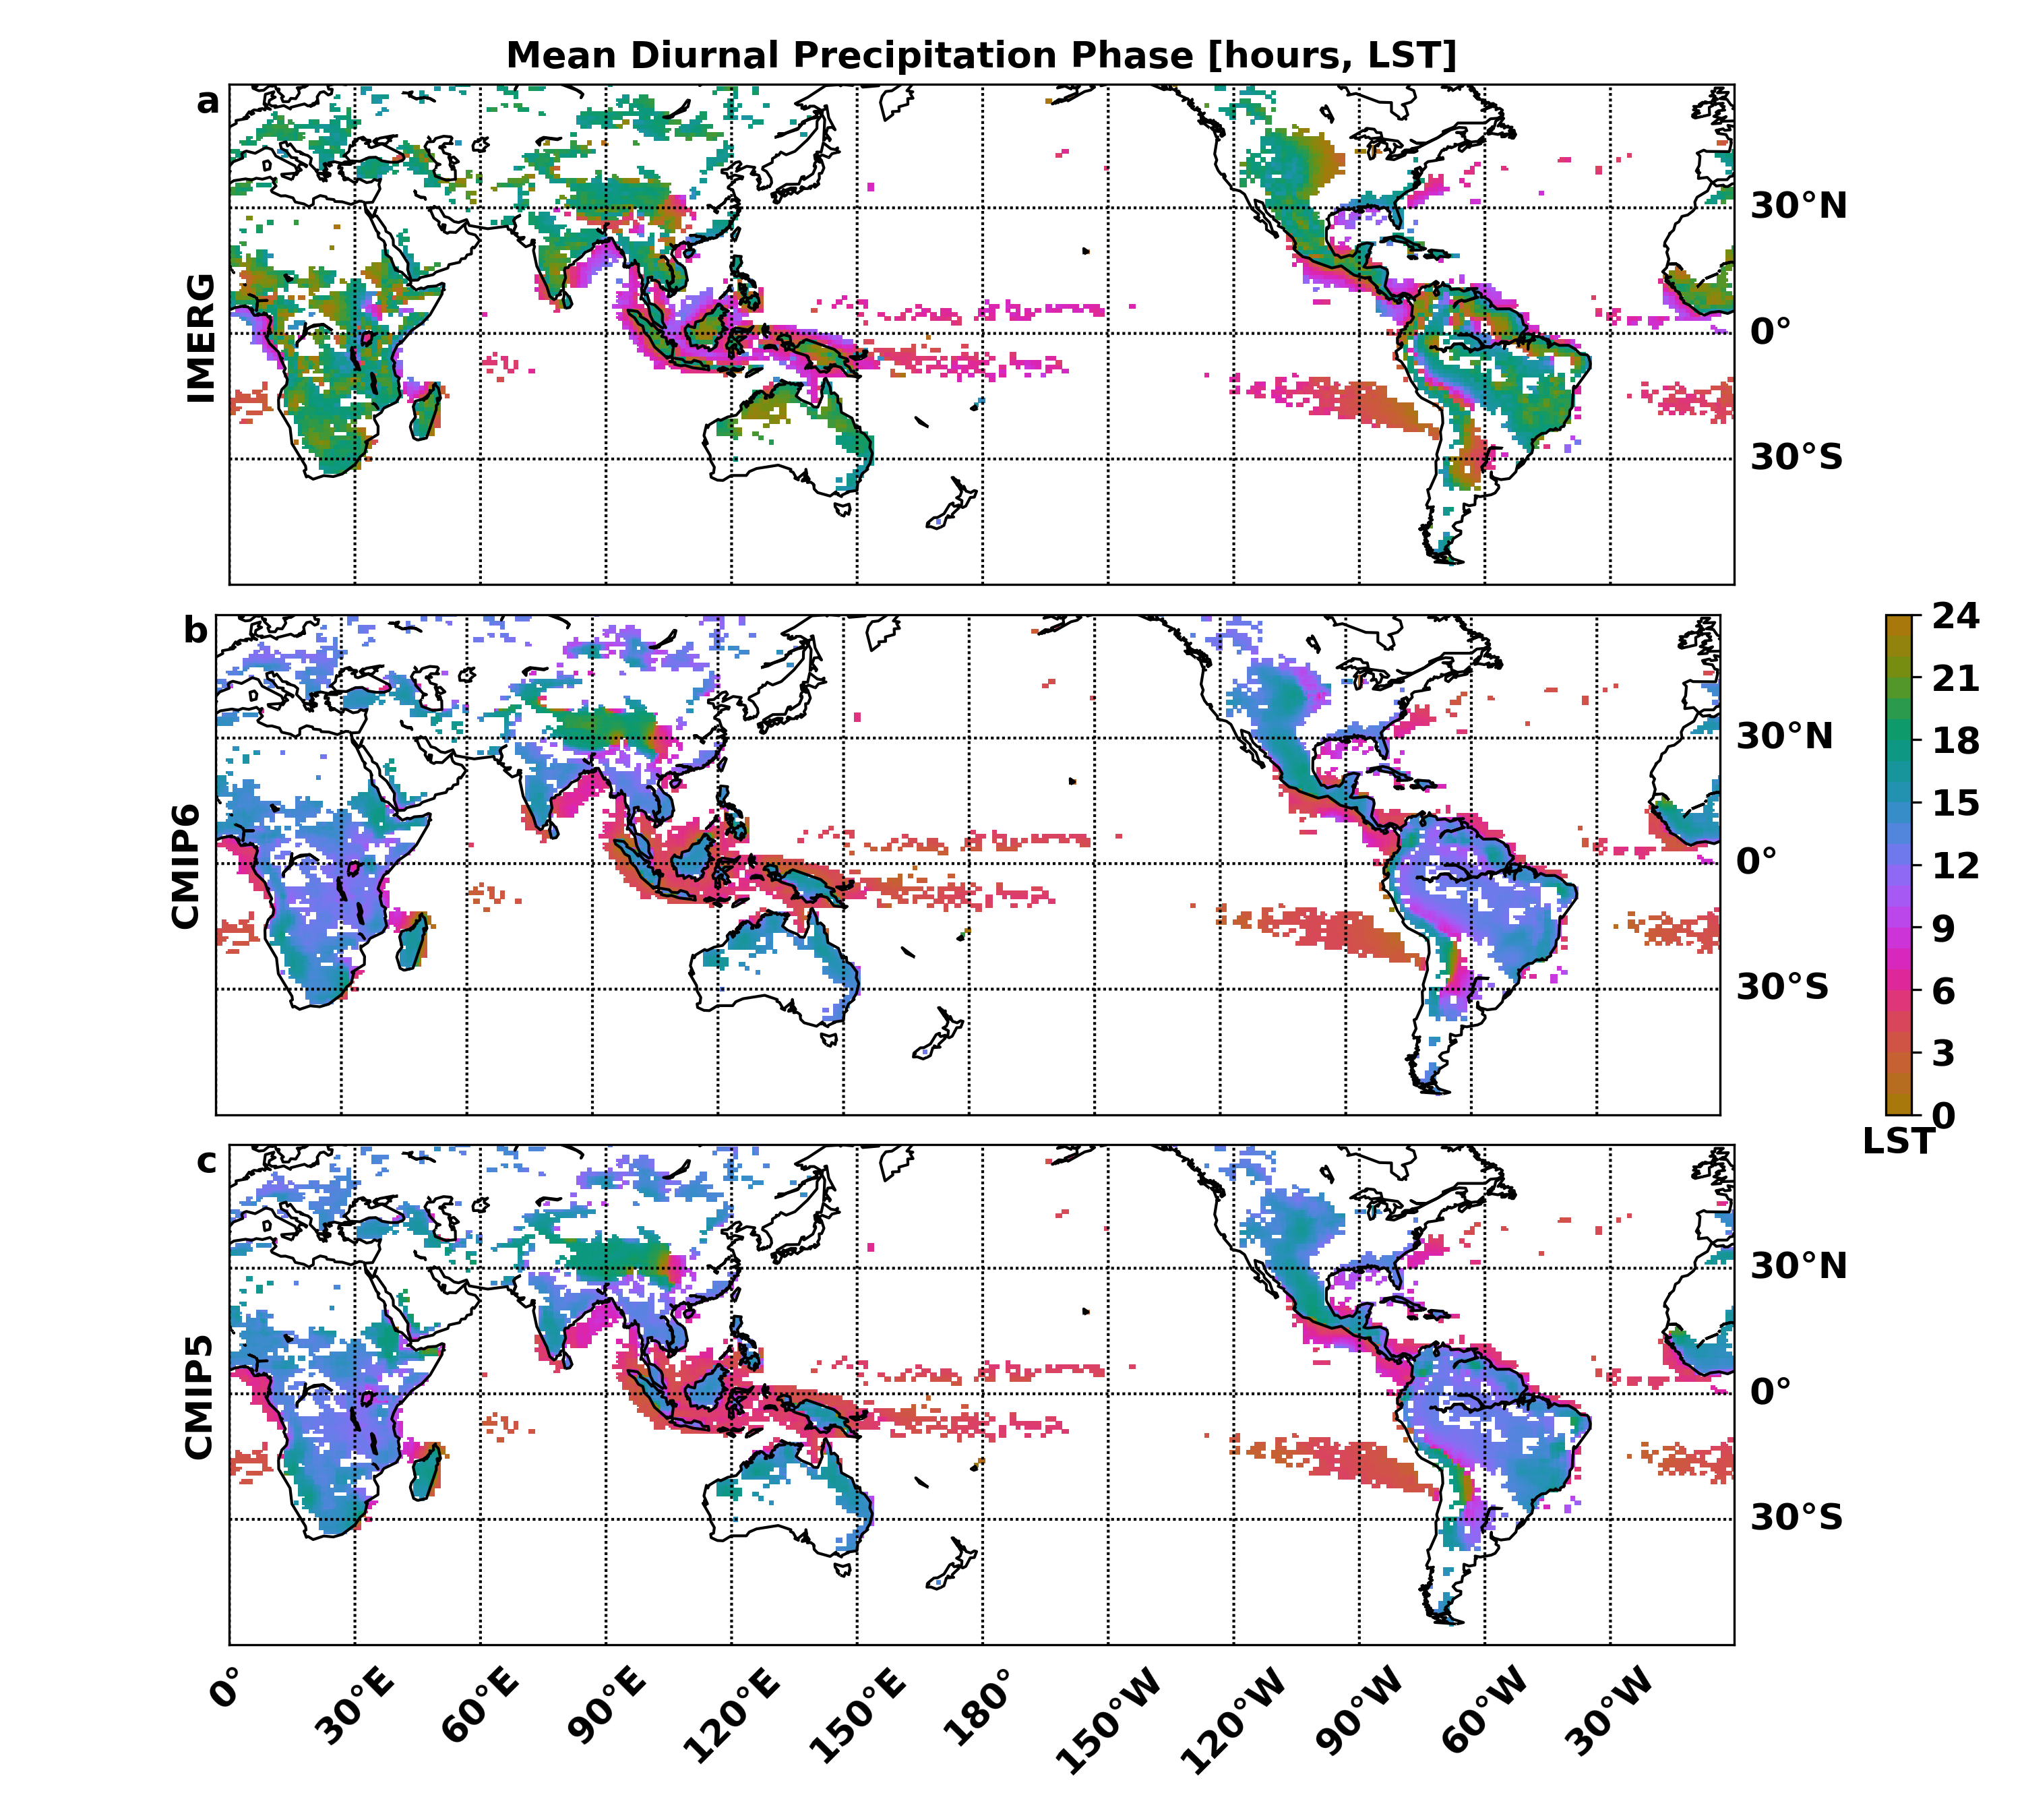 Mean Diurnal Precipitation Phase [hours, LST]
a
IMERG
30°N
0°
30°S
b
CMIP6
30°N
0°
30°S
24
21
18
15
12
9
6
3
0
LST
c
CMIP5
30°N
0°
30°S
0° 30°E 60°E 90°E 120°E 150°E 180° 150°W 120°W 90°W 60°W 30°W